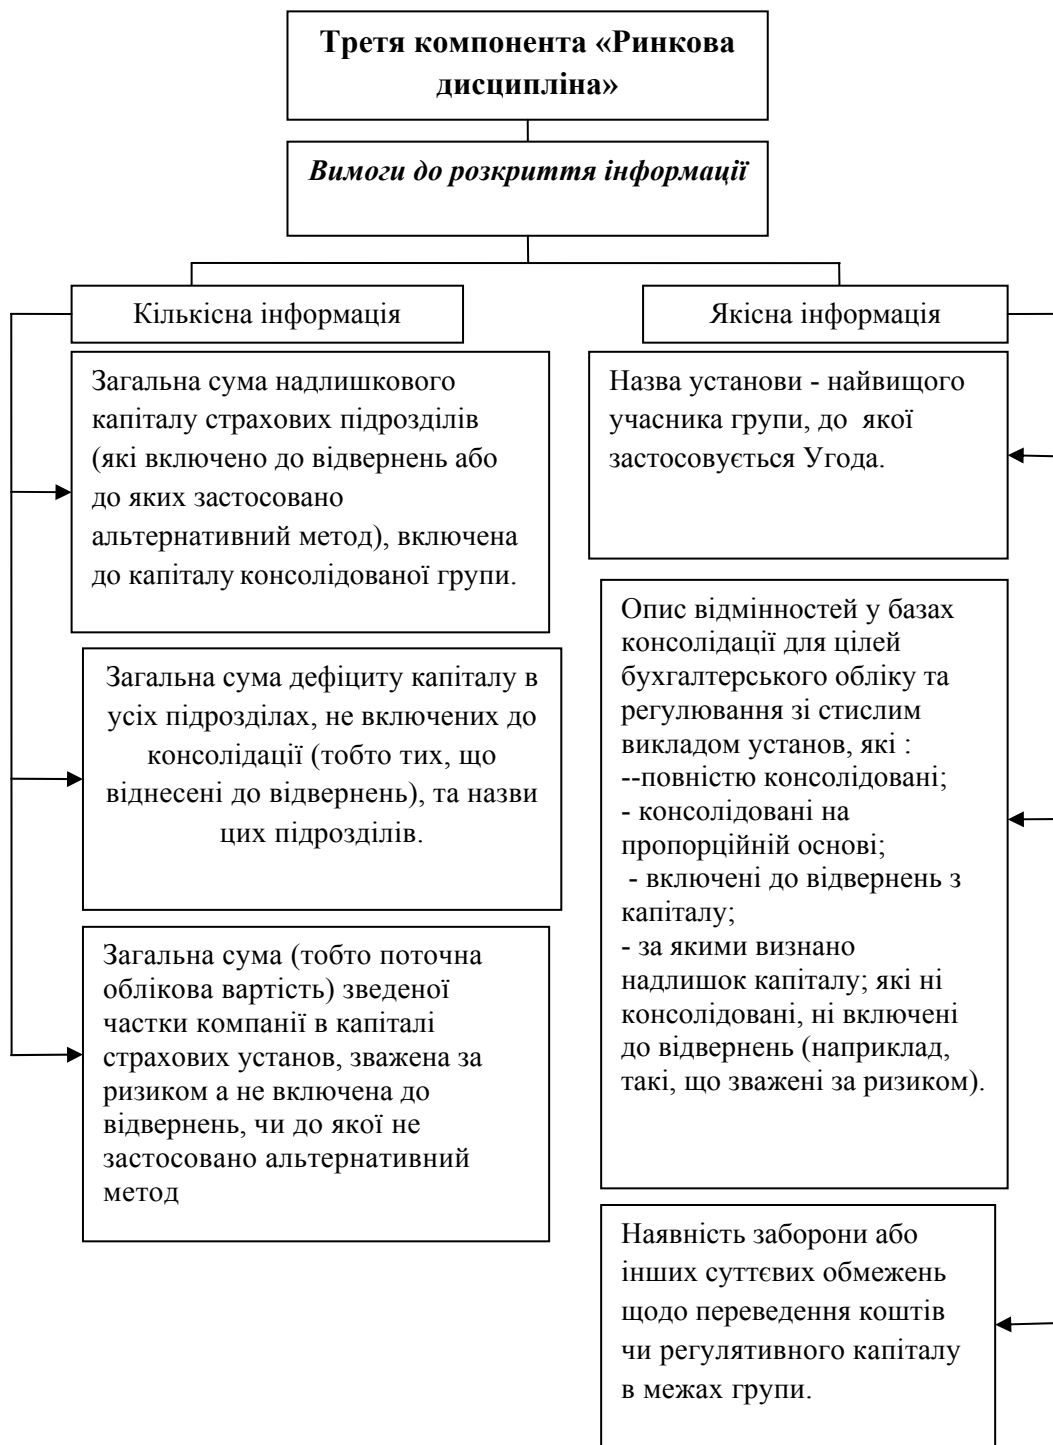 Третя компонента «Ринкова
дисципліна»
Вимоги до розкриття інформації
Кількісна інформація
Якісна інформація
Загальна сума надлишкового
капіталу страхових підрозділів
(які включено до відвернень або
до яких застосовано
альтернативний метод), включена
до капіталу консолідованої групи.
Загальна сума дефіциту капіталу в
усіх підрозділах, не включених до
консолідації (тобто тих, що
віднесені до відвернень), та назви
цих підрозділів.
Загальна сума (тобто поточна
облікова вартість) зведеної
частки компанії в капіталі
страхових установ, зважена за
ризиком а не включена до
відвернень, чи до якої не
застосовано альтернативний
метод
Назва установи - найвищого
учасника групи, до якої
застосовується Угода.
Опис відмінностей у базах
консолідації для цілей
бухгалтерського обліку та
регулювання зі стислим
викладом установ, які :
--повністю консолідовані;
- консолідовані на
пропорційній основі;
- включені до відвернень з
капіталу;
- за якими визнано
надлишок капіталу; які ні
консолідовані, ні включені
до відвернень (наприклад,
такі, що зважені за ризиком).
Наявність заборони або
інших суттєвих обмежень
щодо переведення коштів
чи регулятивного капіталу
в межах групи.